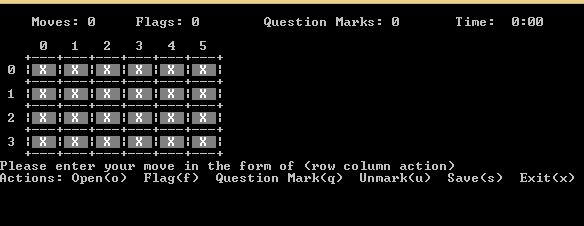 Moves: 0 Flags: 0 Question Marks: 0 Time: 0:00
0 1 2 3 4 5
+---+---+---+---+---+---+
0 | X | X | X | X | X | X |
+---+---+---+---+---+---+
1 | X | X | X | X | X | X |
+---+---+---+---+---+---+
2 | X | X | X | X | X | X |
+---+---+---+---+---+---+
3 | X | X | X | X | X | X |
Please enter your move in the form of (row column action)
Actions: Open(o) Flag(f) Question Mark(q) Unmark(u) Save(s) Exit(x)